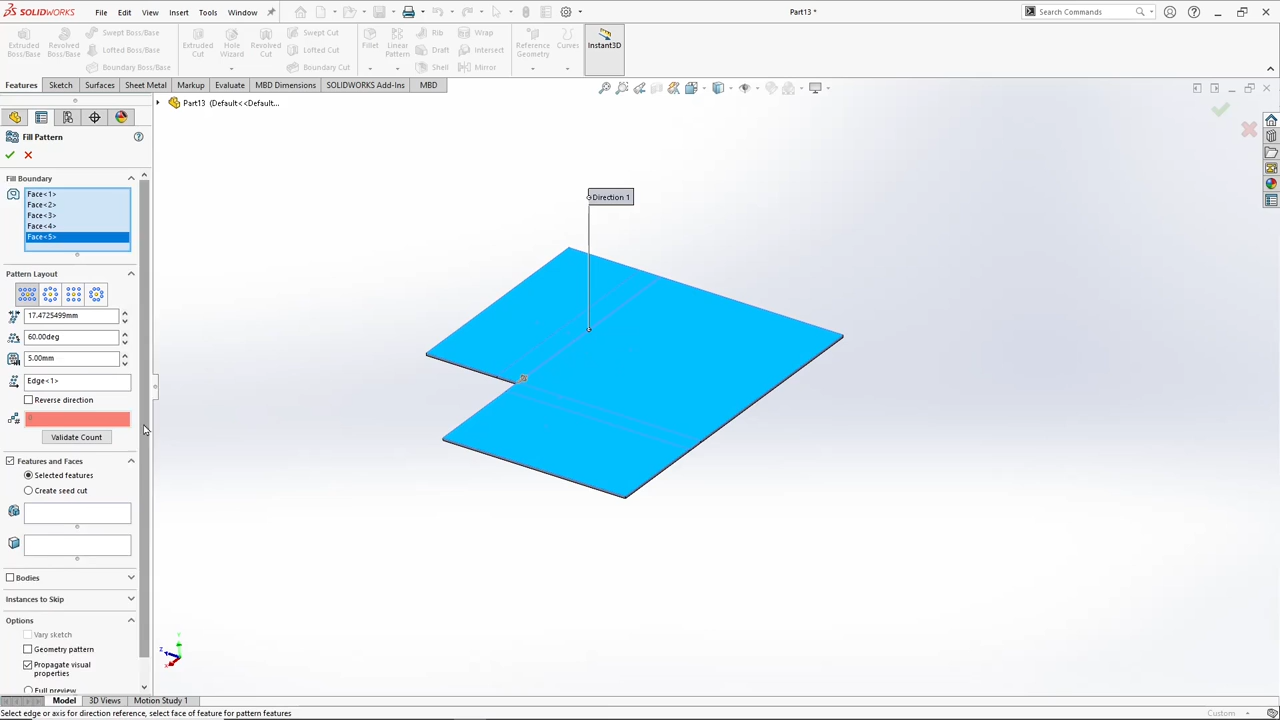 SOLIDWORKS
File
Edit
View
Insert
Tools
Window
Part13 *
Search Commands
Extruded Boss/Base
Revolved Boss/Base
Swept Boss/Base
Lofted Boss/Base
Boundary Boss/Base
Extruded Cut
Hole Wizard
Revolved Cut
Swept Cut
Lofted Cut
Boundary Cut
Fillet
Linear Pattern
Rib
Draft
Shell
Wrap
Intersect
Mirror
Reference Geometry
Curves
Instant3D
Features
Sketch
Surfaces
Sheet Metal
Markup
Evaluate
MBD Dimensions
SOLIDWORKS Add-Ins
MBD
Part13 (Default<<Default...
Fill Pattern
Fill Boundary
Face<1>
Face<2>
Face<3>
Face<4>
Face<5>
Pattern Layout
17.4725499mm
60.00deg
5.00mm
Edge<1>
Reverse direction
0
Validate Count
Features and Faces
Selected features
Create seed cut
Bodies
Instances to Skip
Options
Vary sketch
Geometry pattern
Propagate visual
properties
Full preview
Direction 1
Y
Z
X
Model
3D Views
Motion Study 1
Select edge or axis for direction reference, select face of feature for pattern features
Custom